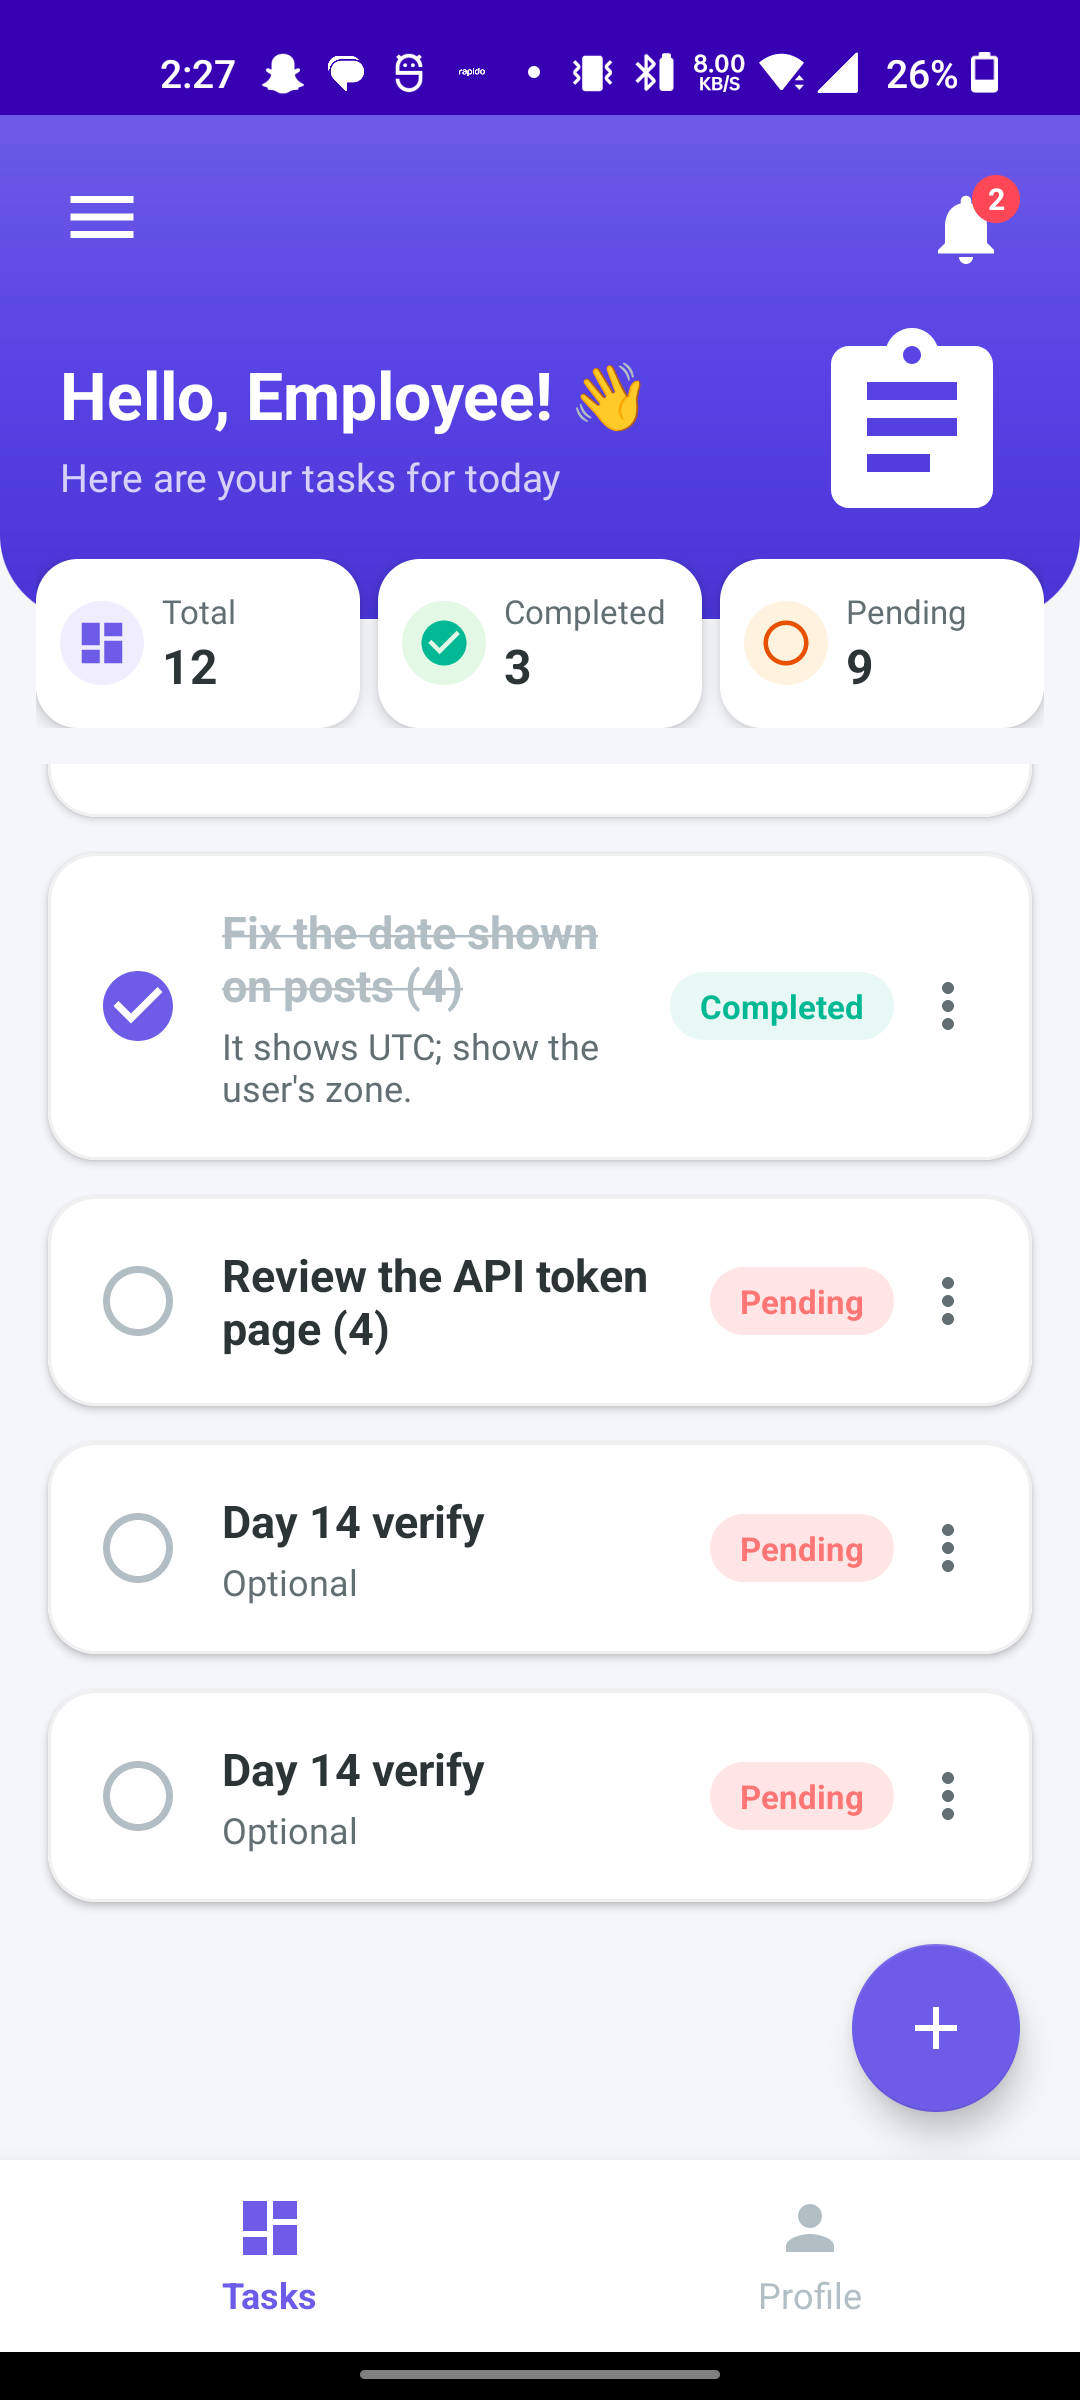 2:27
rapido
8.00
KB/S
26%
2
Hello, Employee! 👋
Here are your tasks for today
Total
12
Completed
3
Pending
9
Fix the date shown
on posts (4)
It shows UTC; show the
user's zone.
Completed
Review the API token
page (4)
Pending
Day 14 verify
Optional
Pending
Day 14 verify
Optional
Pending
Tasks
Profile